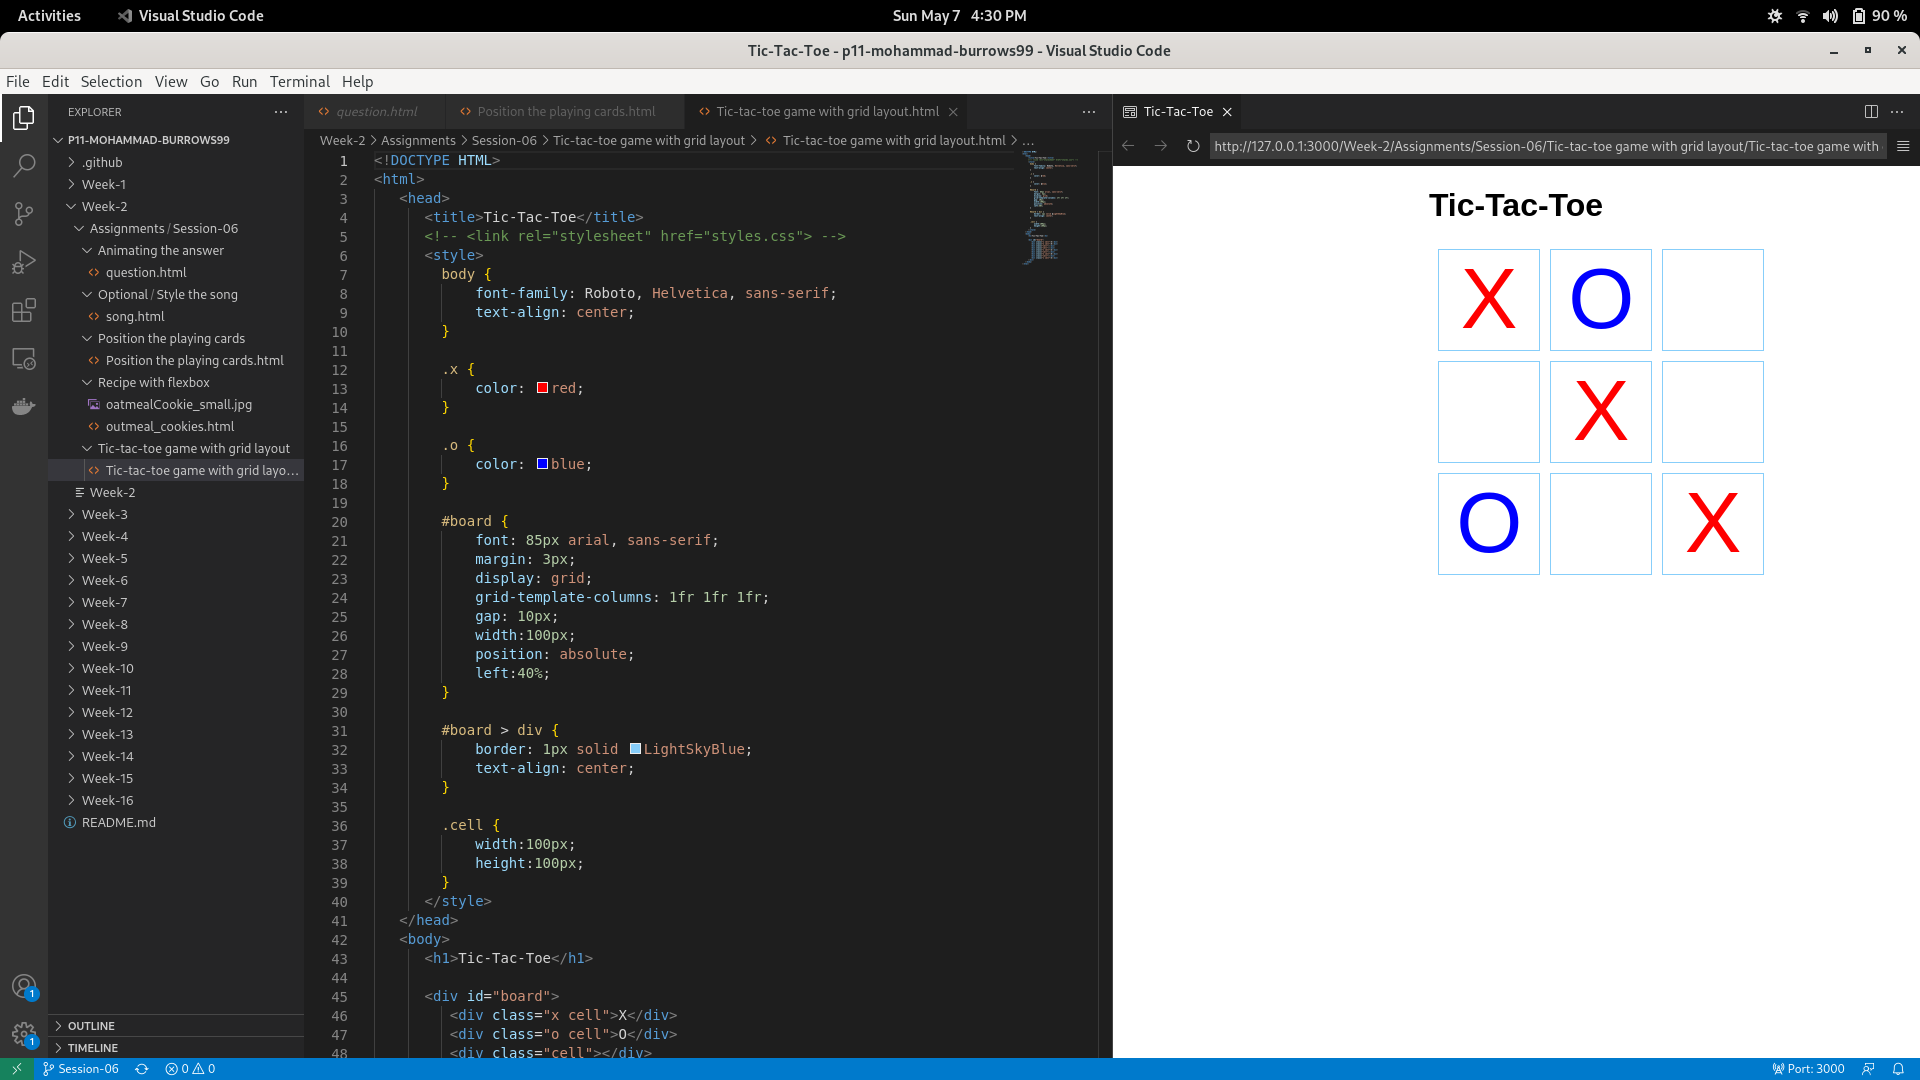 Activities
Visual Studio Code
Sun May 7 4:30 PM
90 %
Tic-Tac-Toe - p11-mohammad-burrows99 - Visual Studio Code
File Edit Selection View Go Run Terminal Help
EXPLORER
P11-MOHAMMAD-BURROWS99
.github
Week-1
Week-2
Assignments / Session-06
Animating the answer
question.html
Optional / Style the song
song.html
Position the playing cards
Position the playing cards.html
Recipe with flexbox
oatmealCookie_small.jpg
outmeal_cookies.html
Tic-tac-toe game with grid layout
Tic-tac-toe game with grid layo...
Week-2
Week-3
Week-4
Week-5
Week-6
Week-7
Week-8
Week-9
Week-10
Week-11
Week-12
Week-13
Week-14
Week-15
Week-16
README.md
OUTLINE
TIMELINE
1
1
question.html
Position the playing cards.html
Tic-tac-toe game with grid layout.html
Week-2 > Assignments > Session-06 > Tic-tac-toe game with grid layout > Tic-tac-toe game with grid layout.html > ...
1 <!DOCTYPE HTML>
2 <html>
3 <head>
4 <title>Tic-Tac-Toe</title>
5 <!-- <link rel="stylesheet" href="styles.css"> -->
6 <style>
7 body {
8 font-family: Roboto, Helvetica, sans-serif;
9 text-align: center;
10 }
11
12 .x {
13 color: red;
14 }
15
16 .o {
17 color: blue;
18 }
19
20 #board {
21 font: 85px arial, sans-serif;
22 margin: 3px;
23 display: grid;
24 grid-template-columns: 1fr 1fr 1fr;
25 gap: 10px;
26 width:100px;
27 position: absolute;
28 left:40%;
29 }
30
31 #board > div {
32 border: 1px solid LightSkyBlue;
33 text-align: center;
34 }
35
36 .cell {
37 width:100px;
38 height:100px;
39 }
40 </style>
41 </head>
42 <body>
43 <h1>Tic-Tac-Toe</h1>
44
45 <div id="board">
46 <div class="x cell">X</div>
47 <div class="o cell">O</div>
48 <div class="cell"></div>
Tic-Tac-Toe
http://127.0.0.1:3000/Week-2/Assignments/Session-06/Tic-tac-toe game with grid layout/Tic-tac-toe game with
Tic-Tac-Toe
X O
X
O X
Session-06
0 0
Port: 3000